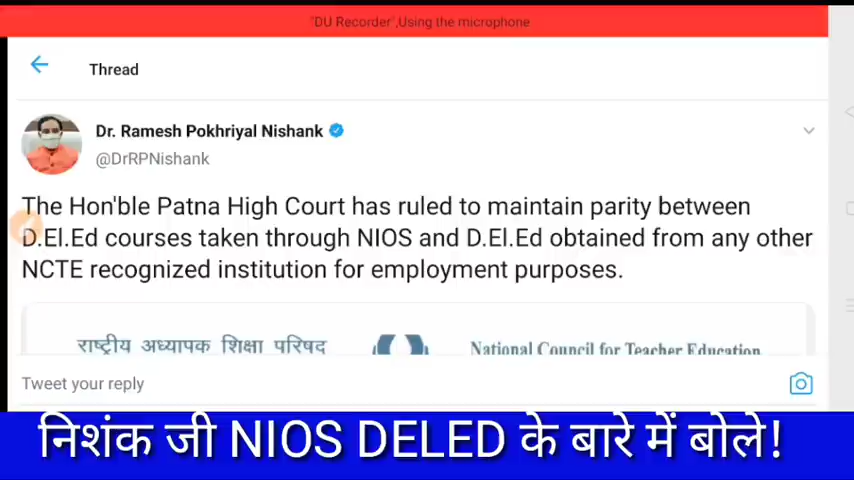 "DU Recorder",Using the microphone
Thread
Dr. Ramesh Pokhriyal Nishank
@DrRPNishank
The Hon'ble Patna High Court has ruled to maintain parity between
D.El.Ed courses taken through NIOS and D.El.Ed obtained from any other
NCTE recognized institution for employment purposes.
राष्ट्रीय अध्यापक शिक्षा परिषद
National Council for Teacher Education
Tweet your reply
निशंक जी NIOS DELED के बारे में बोले!